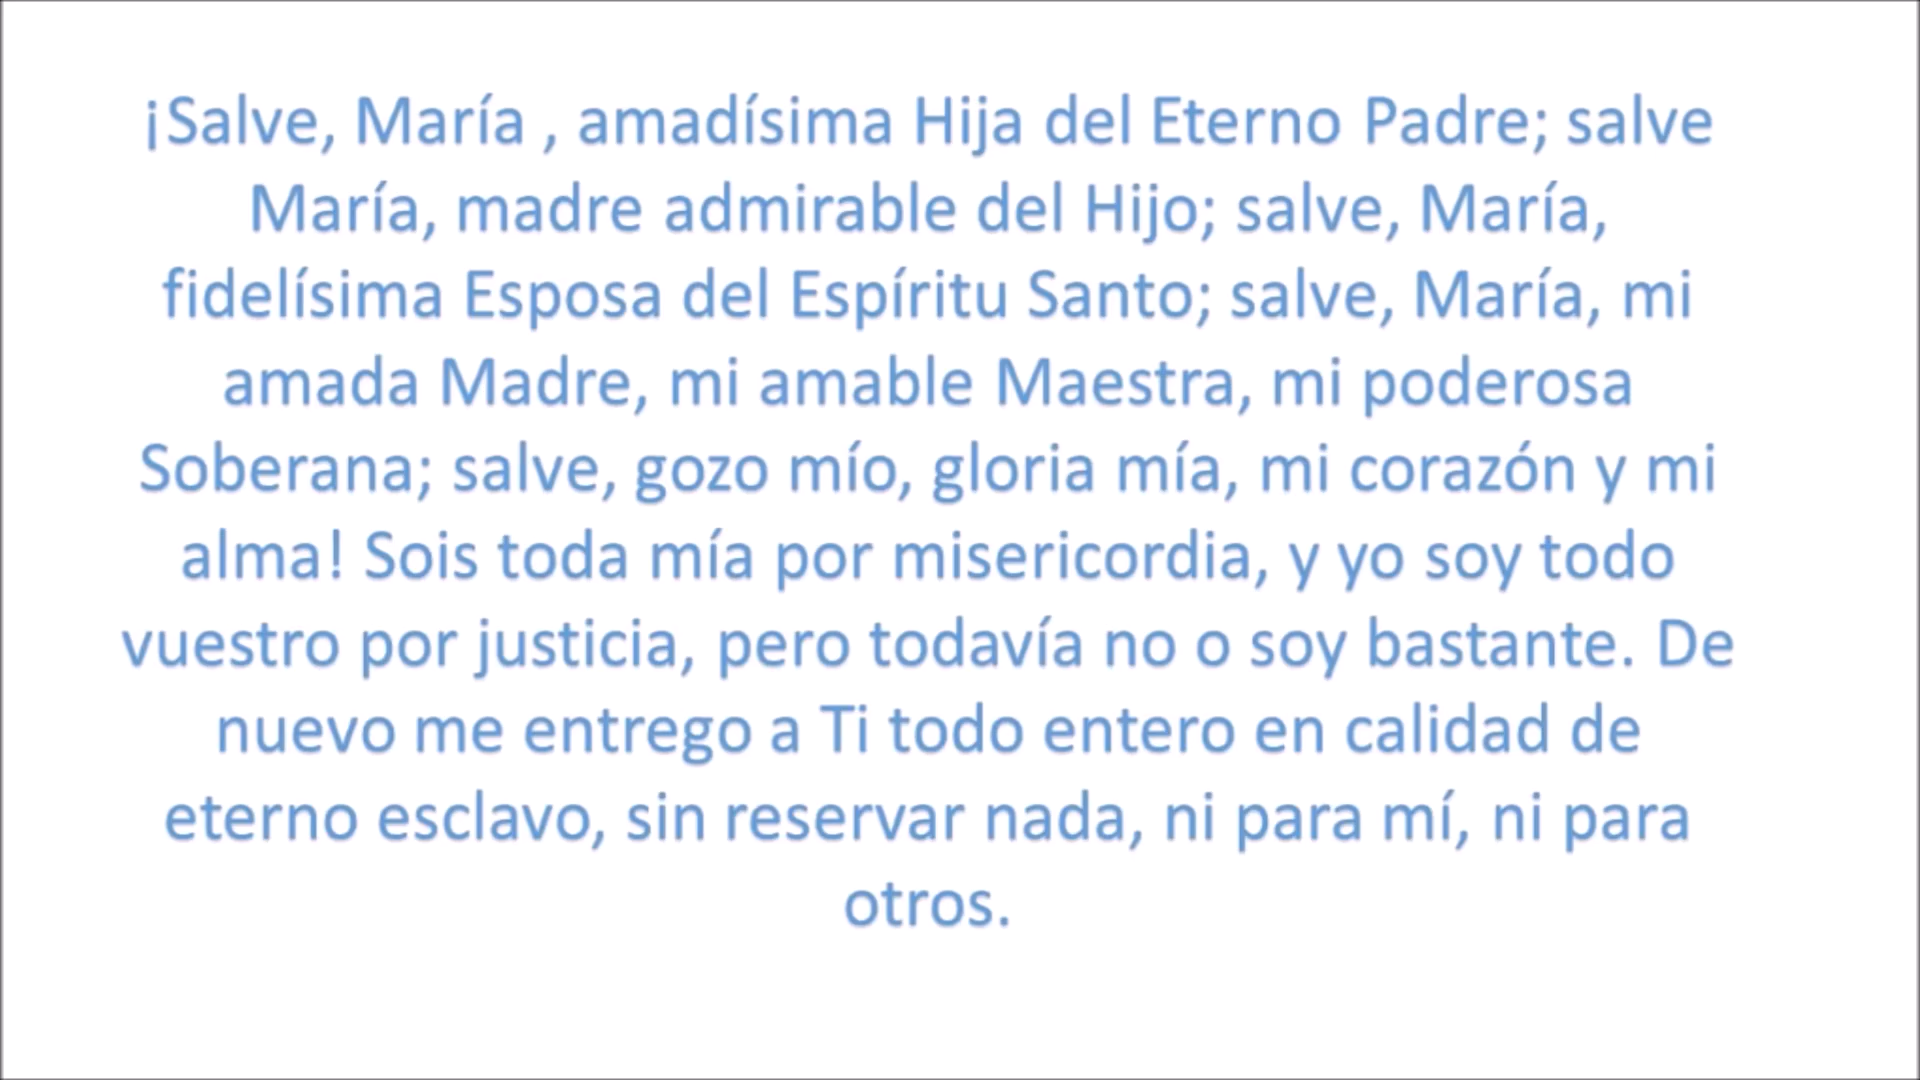 ¡Salve, María , amadísima Hija del Eterno Padre; salve
María, madre admirable del Hijo; salve, María,
fidelísima Esposa del Espíritu Santo; salve, María, mi
amada Madre, mi amable Maestra, mi poderosa
Soberana; salve, gozo mío, gloria mía, mi corazón y mi
alma! Sois toda mía por misericordia, y yo soy todo
vuestro por justicia, pero todavía no o soy bastante. De
nuevo me entrego a Ti todo entero en calidad de
eterno esclavo, sin reservar nada, ni para mí, ni para
otros.